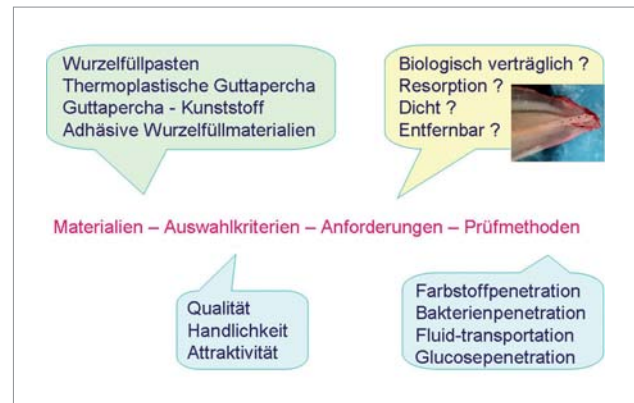 Wurzelfüllpasten
Thermoplastische Guttapercha
Guttapercha - Kunststoff
Adhäsive Wurzelfüllmaterialien
Biologisch verträglich ?
Resorption ?
Dicht ?
Entfernbar ?
Materialien – Auswahlkriterien – Anforderungen – Prüfmethoden
Qualität
Handlichkeit
Attraktivität
Farbstoffpenetration
Bakterienpenetration
Fluid-transportation
Glucosepenetration